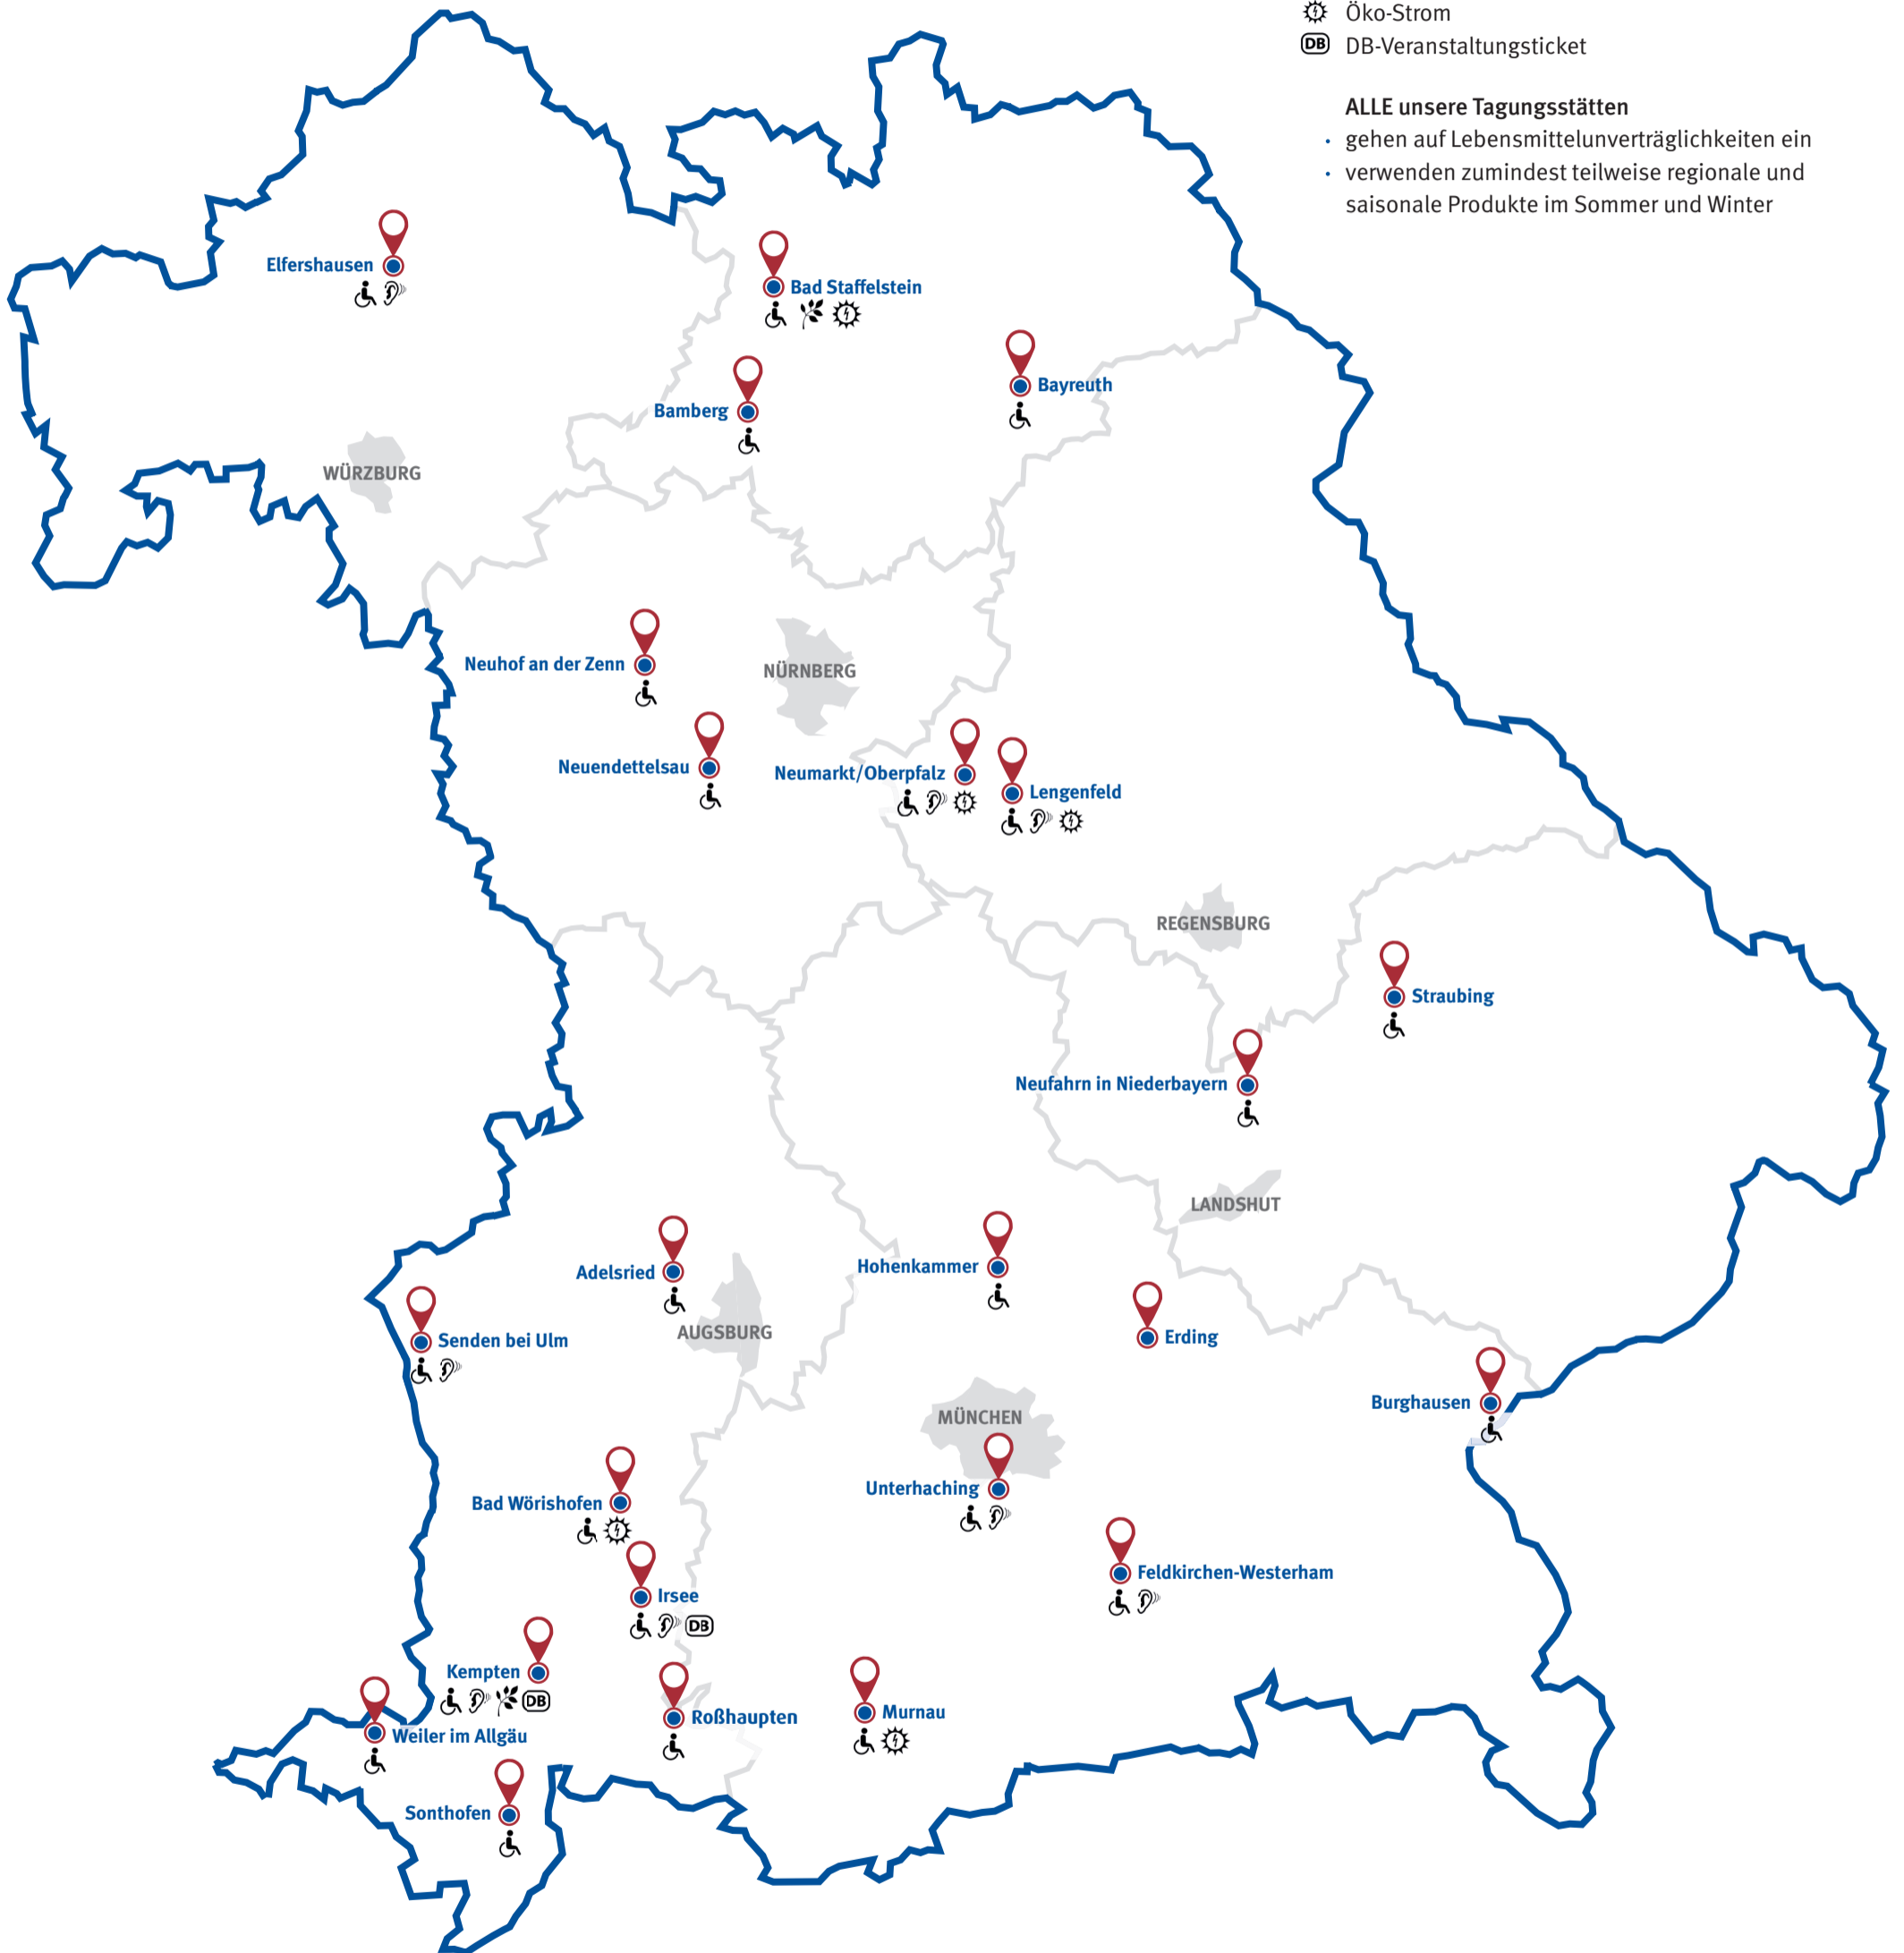 Öko-Strom
DB DB-Veranstaltungsticket
ALLE unsere Tagungsstätten
· gehen auf Lebensmittelunverträglichkeiten ein
· verwenden zumindest teilweise regionale und
saisonale Produkte im Sommer und Winter
Elfershausen
Bad Staffelstein
Bayreuth
Bamberg
WÜRZBURG
Neuhof an der Zenn
NÜRNBERG
Neuendettelsau
Neumarkt/Oberpfalz
Lengenfeld
REGENSBURG
Straubing
Neufahrn in Niederbayern
LANDSHUT
Adelsried
Hohenkammer
AUGSBURG
Erding
Senden bei Ulm
Burghausen
MÜNCHEN
Unterhaching
Bad Wörishofen
Feldkirchen-Westerham
Irsee
DB
Kempten
DB
Roßhaupten
Murnau
Weiler im Allgäu
Sonthofen